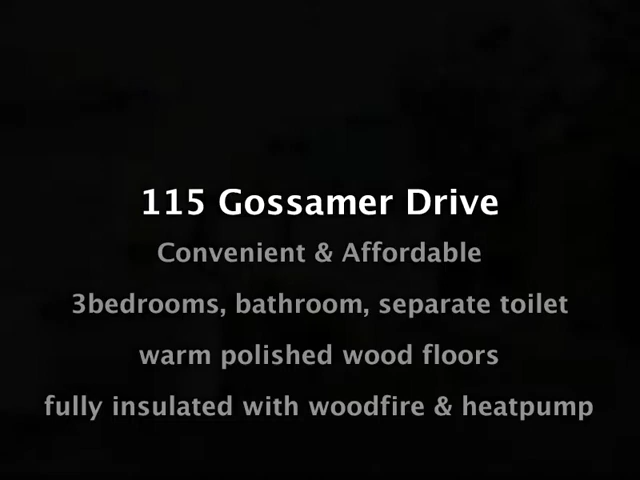 115 Gossamer Drive
Convenient & Affordable
3bedrooms, bathroom, separate toilet
warm polished wood floors
fully insulated with woodfire & heatpump